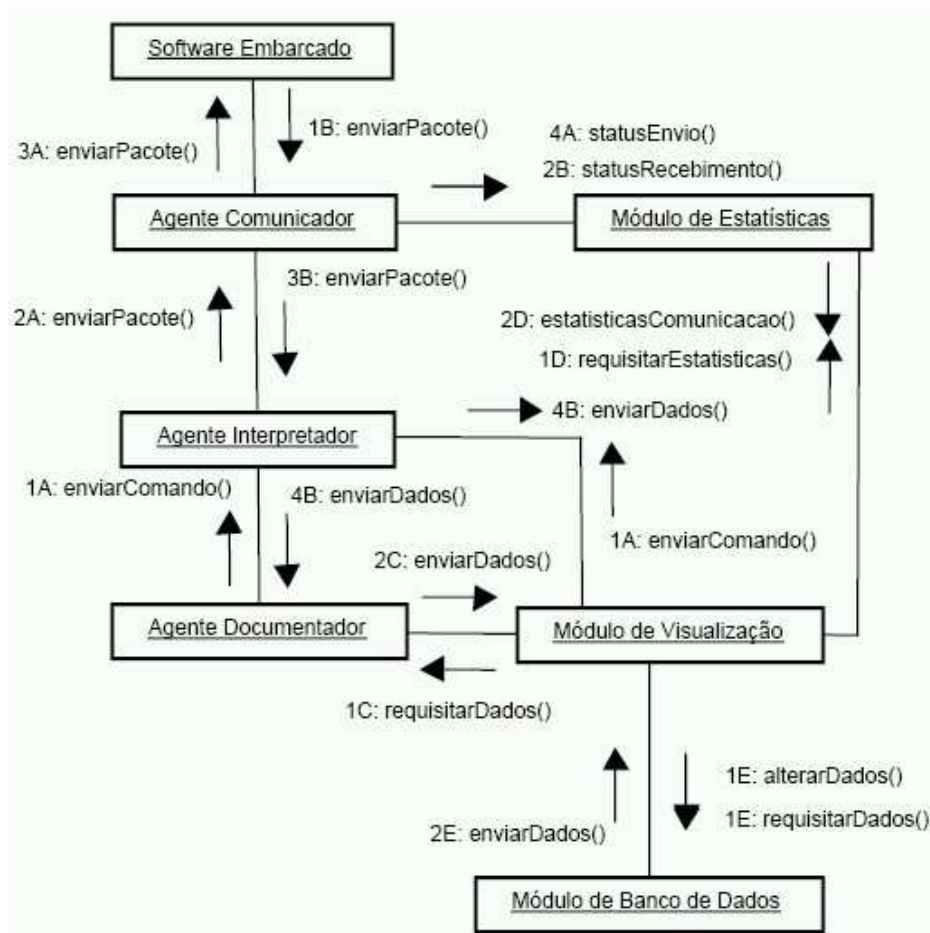 Software Embarcado
1B: enviarPacote()
3A: enviarPacote()
4A: statusEnvio()
2B: statusRecebimento()
Agente Comunicador
Módulo de Estatísticas
3B: enviarPacote()
2A: enviarPacote()
2D: estatisticasComunicacao()
1D: requisitarEstatisticas()
4B: enviarDados()
Agente Interpretador
1A: enviarComando()
4B: enviarDados()
1A: enviarComando()
2C: enviarDados()
Agente Documentador
Módulo de Visualização
1C: requisitarDados()
1E: alterarDados()
1E: requisitarDados()
2E: enviarDados()
Módulo de Banco de Dados